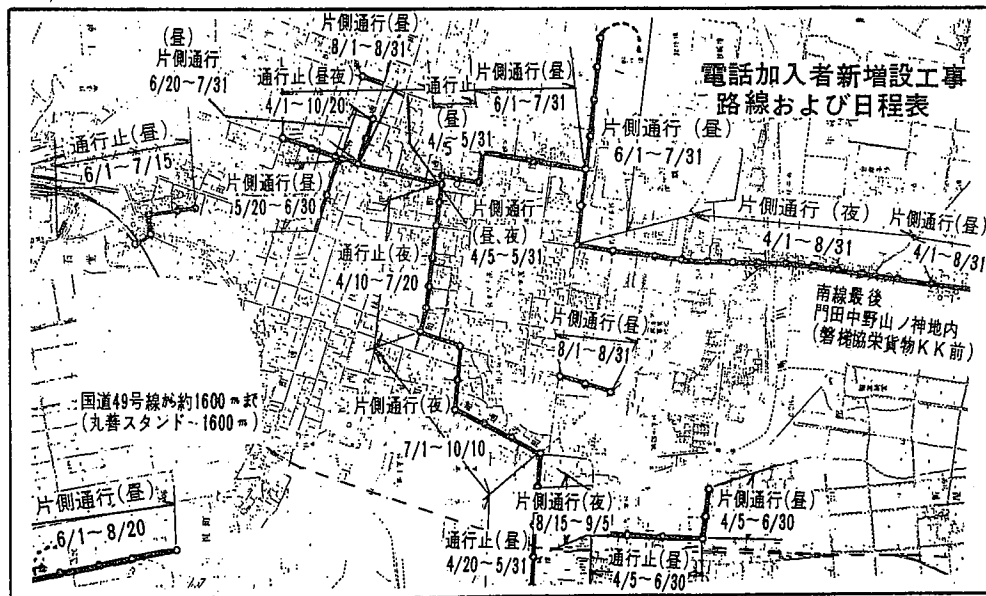 電話加入者新増設工事
路線および日程表
(昼)
片側通行
6/20~7/31
片側通行(昼)
8/1~8/31
通行止(昼夜)
4/1~10/20
通行止
(昼)
4/5~5/31
片側通行(昼)
6/1~7/31
片側通行(昼)
6/1~7/31
通行止(昼)
6/1~7/15
片側通行(昼)
5/20~6/30
片側通行
(昼、夜)
4/5~5/31
片側通行(夜)
4/1~8/31
片側通行(昼)
4/1~8/31
通行止(夜)
4/10~7/20
南線最後
門田中野山ノ神地内
(磐梯協栄貨物KK前)
片側通行(昼)
8/1~8/31
国道49号線から約1600mまで
(丸善スタンド~1600m)
片側通行(夜)
7/1~10/10
片側通行(昼)
6/1~8/20
片側通行(夜)
8/15~9/5
片側通行(昼)
4/5~6/30
通行止(昼)
4/20~5/31
通行止(昼)
4/5~6/30